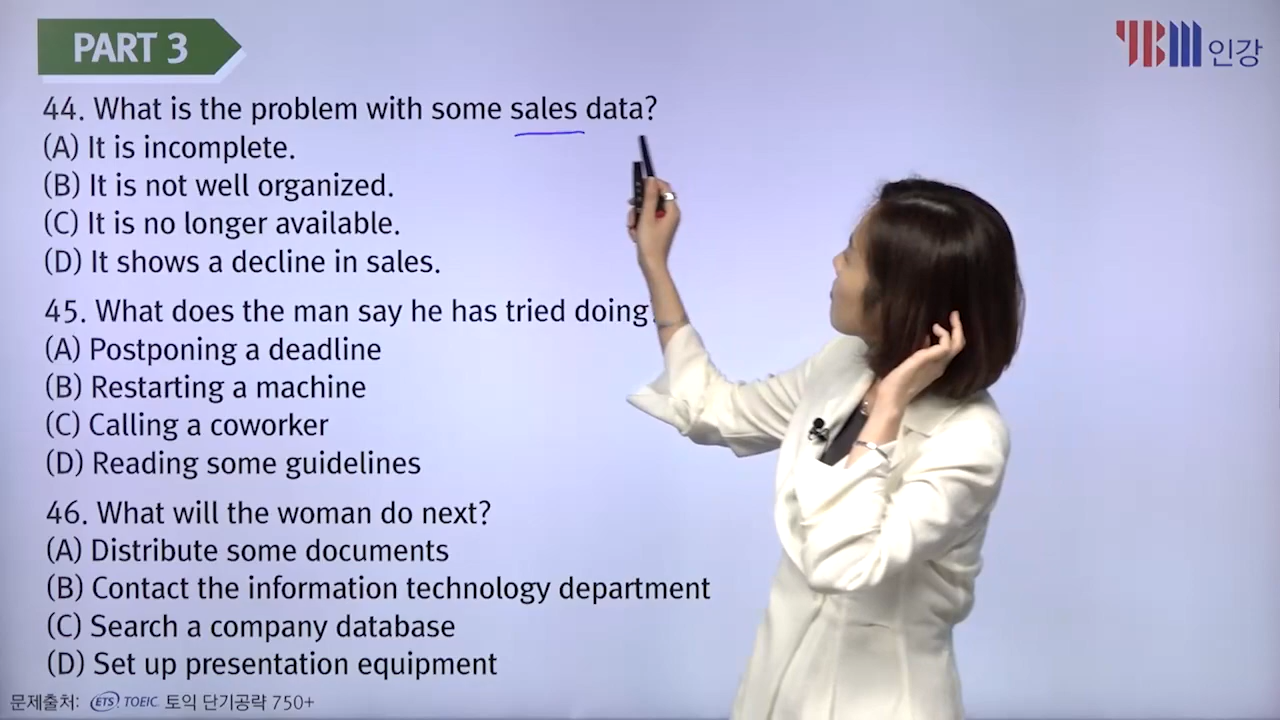 PART 3
YBM 인강
44. What is the problem with some sales data?
(A) It is incomplete.
(B) It is not well organized.
(C) It is no longer available.
(D) It shows a decline in sales.
45. What does the man say he has tried doing?
(A) Postponing a deadline
(B) Restarting a machine
(C) Calling a coworker
(D) Reading some guidelines
46. What will the woman do next?
(A) Distribute some documents
(B) Contact the information technology department
(C) Search a company database
(D) Set up presentation equipment
문제출처: ETS TOEIC 토익 단기공략 750+